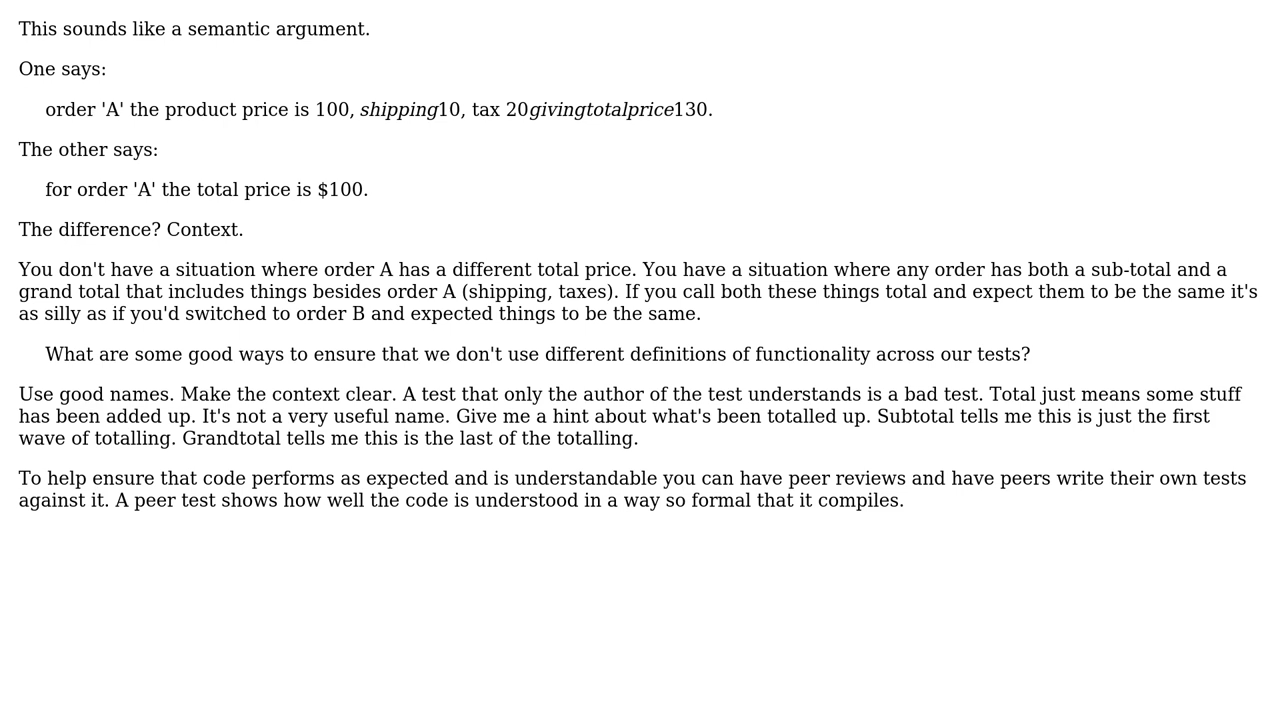 This sounds like a semantic argument.
One says:
order 'A' the product price is 100, shipping10, tax 20givingtotalprice130.
The other says:
for order 'A' the total price is $100.
The difference? Context.
You don't have a situation where order A has a different total price. You have a situation where any order has both a sub-total and a
grand total that includes things besides order A (shipping, taxes). If you call both these things total and expect them to be the same it's
as silly as if you'd switched to order B and expected things to be the same.
What are some good ways to ensure that we don't use different definitions of functionality across our tests?
Use good names. Make the context clear. A test that only the author of the test understands is a bad test. Total just means some stuff
has been added up. It's not a very useful name. Give me a hint about what's been totalled up. Subtotal tells me this is just the first
wave of totalling. Grandtotal tells me this is the last of the totalling.
To help ensure that code performs as expected and is understandable you can have peer reviews and have peers write their own tests
against it. A peer test shows how well the code is understood in a way so formal that it compiles.